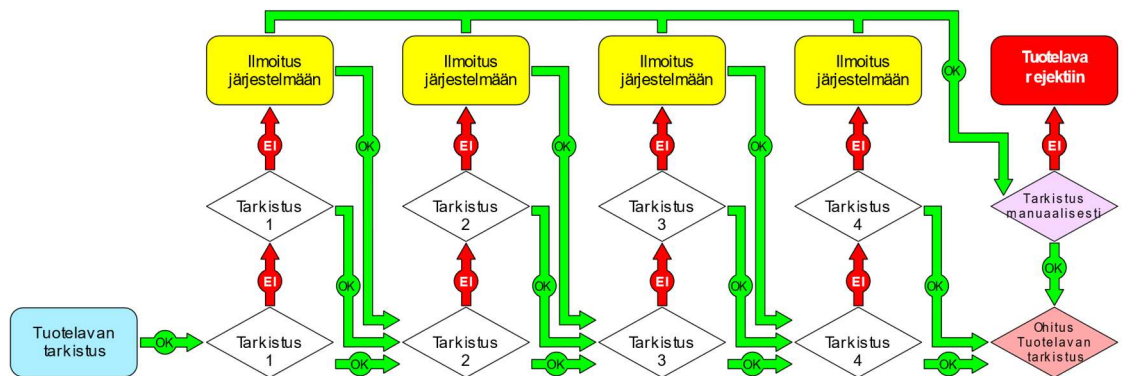 Ilmoitus
järjestelmään
Ilmoitus
järjestelmään
Ilmoitus
järjestelmään
Ilmoitus
järjestelmään
OK
Tuotelava
rejektiin
EI
OK
EI
OK
EI
OK
EI
EI
Tarkistus
1
Tarkistus
2
Tarkistus
3
Tarkistus
4
Tarkistus
manuaalisesti
EI
OK
EI
OK
EI
OK
EI
OK
OK
Tuotelavan
tarkistus
OK
Tarkistus
1
OK
Tarkistus
2
OK
Tarkistus
3
OK
Tarkistus
4
OK
Ohitus
Tuotelavan
tarkistus